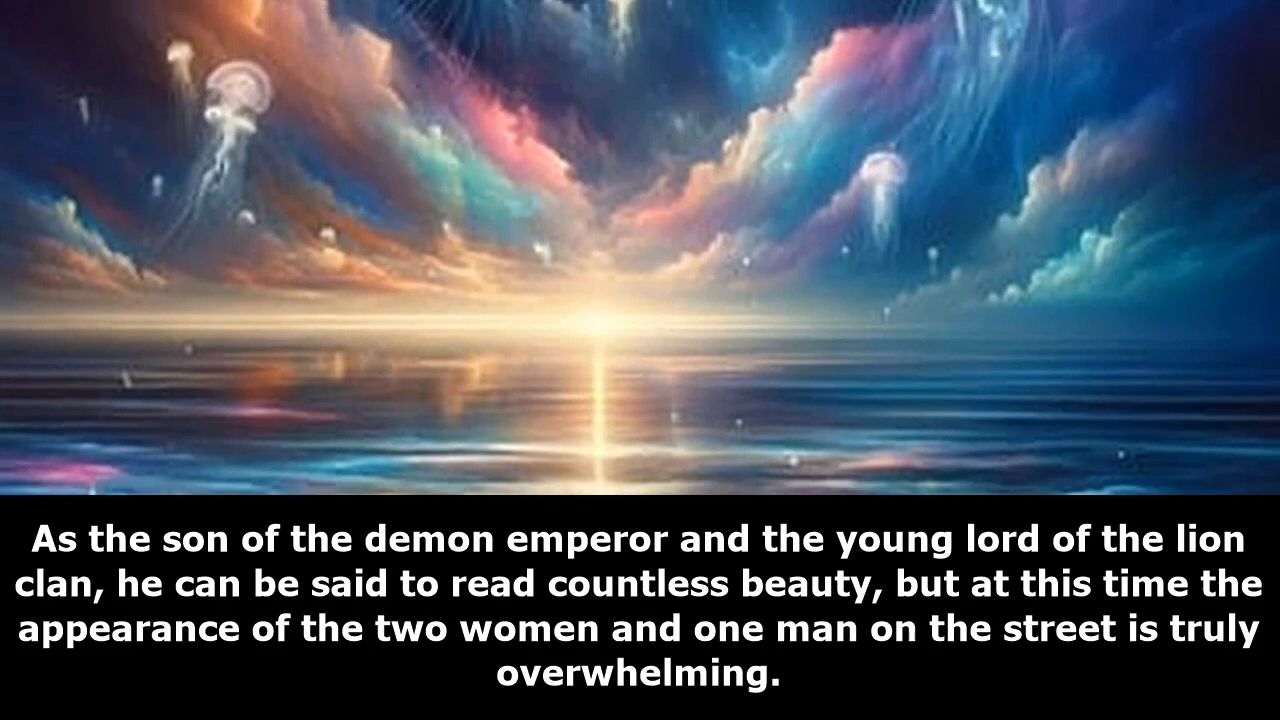 As the son of the demon emperor and the young lord of the lion
clan, he can be said to read countless beauty, but at this time the
appearance of the two women and one man on the street is truly
overwhelming.